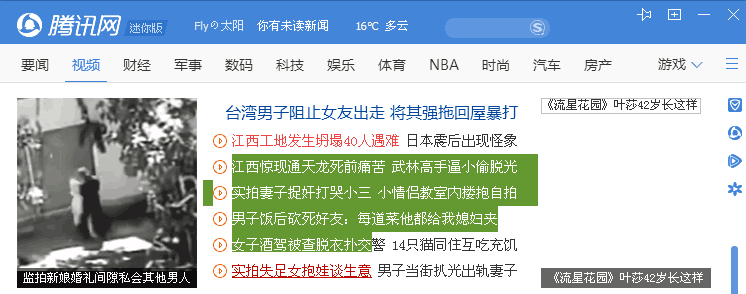 腾讯网 迷你版 Flyの太阳 你有未读新闻 16℃ 多云
要闻 视频 财经 军事 数码 科技 娱乐 体育 NBA 时尚 汽车 房产 游戏
台湾男子阻止女友出走 将其强拖回屋暴打
江西工地发生坍塌40人遇难 日本震后出现怪象
江西惊现通天龙死前痛苦 武林高手逼小偷脱光
实拍妻子捉奸打哭小三 小情侣教室内搂抱自拍
男子饭后砍死好友：每道菜他都给我媳妇夹
女子酒驾被查脱衣扑交警 14只猫同住互吃充饥
实拍失足女抱娃谈生意 男子当街扒光出轨妻子
监拍新娘婚礼间隙私会其他男人
《流星花园》叶莎42岁长这样
《流星花园》叶莎42岁长这样